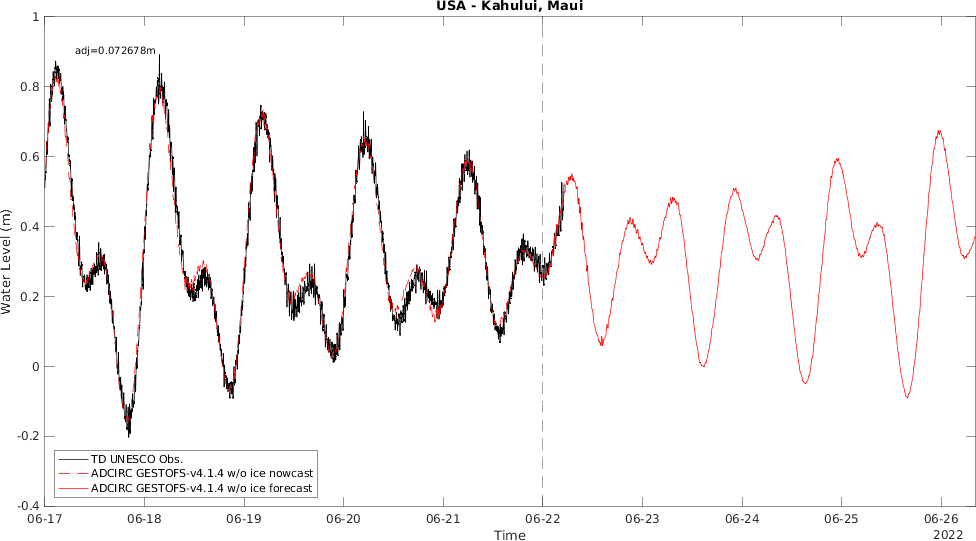 USA - Kahului, Maui
adj=0.072678m
1
0.8
0.6
0.4
0.2
0
-0.2
-0.4
Water Level (m)
TD UNESCO Obs.
ADCIRC GESTOFS-v4.1.4 w/o ice nowcast
ADCIRC GESTOFS-v4.1.4 w/o ice forecast
06-17 06-18 06-19 06-20 06-21 06-22 06-23 06-24 06-25 06-26
Time
2022